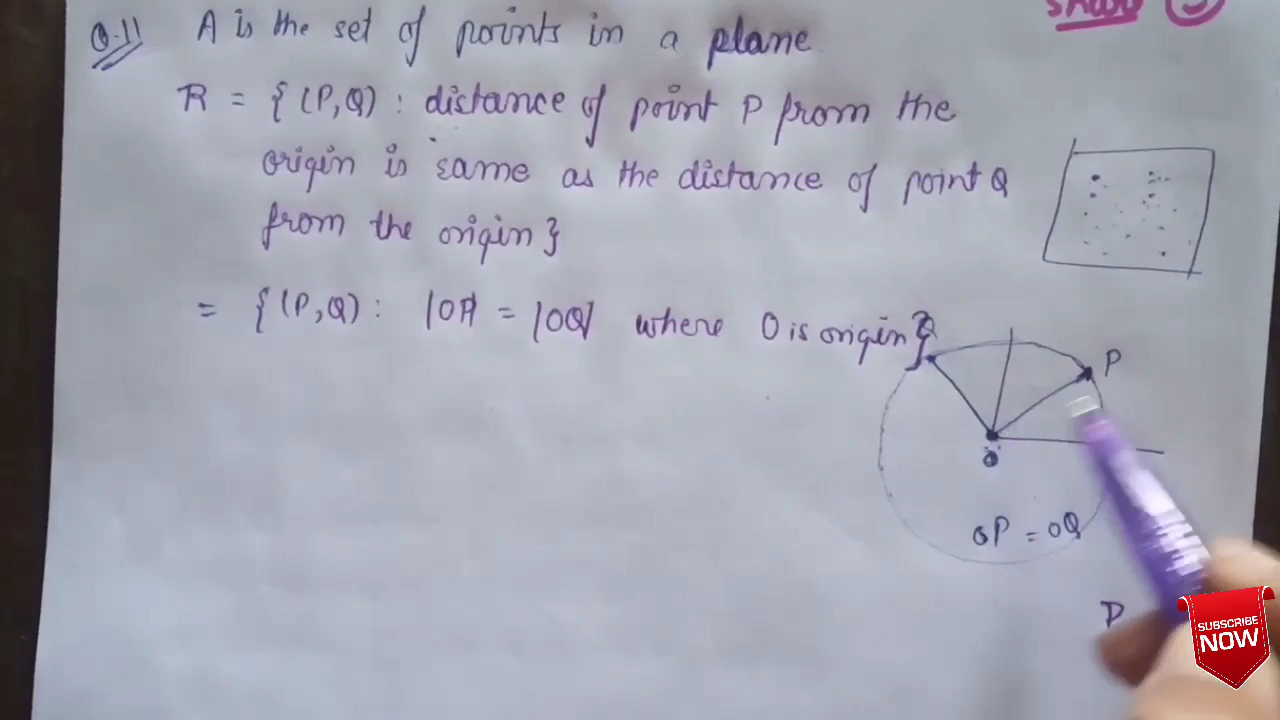 Q.11 A is the set of points in a plane
R = {(P,Q) : distance of point P from the
origin is same as the distance of point Q
from the origin}
= {(P,Q) : |OP| = |OQ| where O is origin}
Q
P
O
OP = OQ
P
SUBSCRIBE
NOW